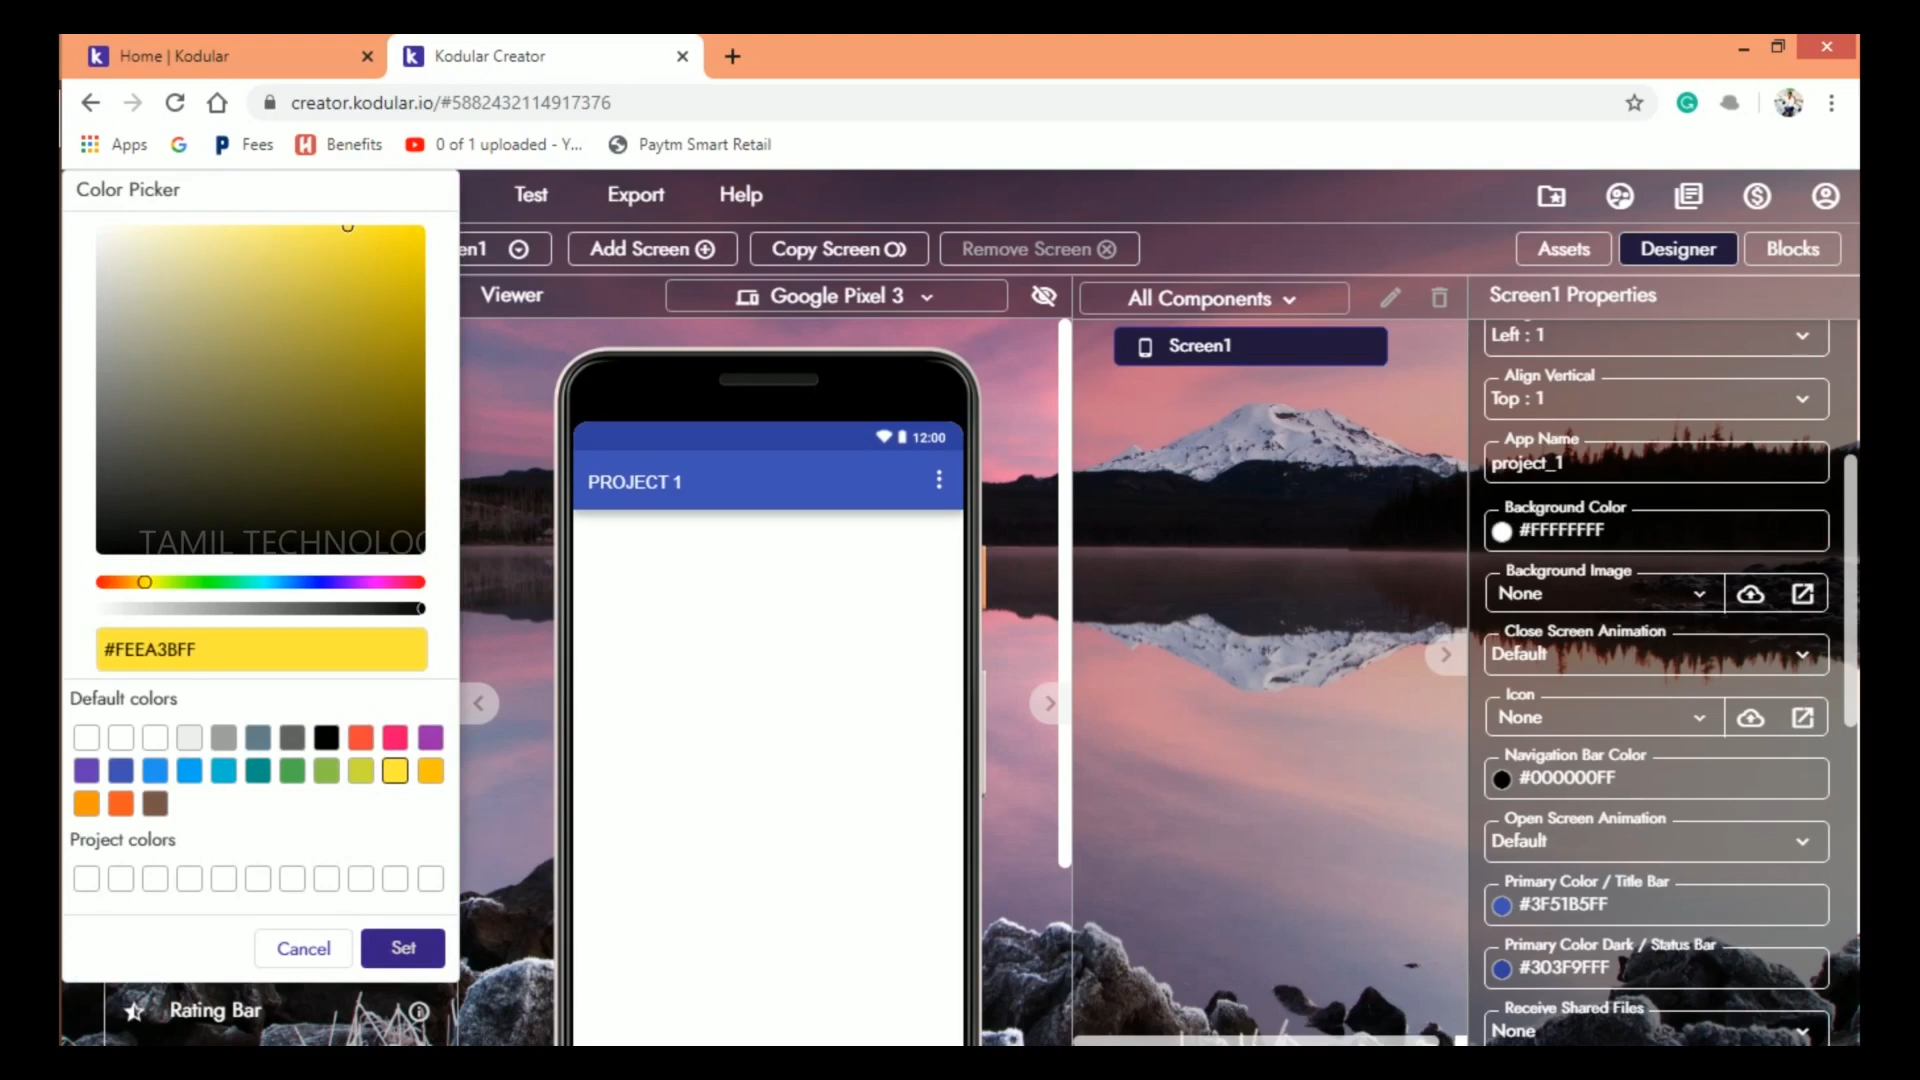 Home | Kodular
Kodular Creator
creator.kodular.io/#5882432114917376
Apps
Fees
Benefits
0 of 1 uploaded - Y...
Paytm Smart Retail
Color Picker
Test
Export
Help
en1
Add Screen
Copy Screen
Remove Screen
Assets
Designer
Blocks
Viewer
Google Pixel 3
All Components
Screen1 Properties
Screen1
Left : 1
Align Vertical
Top : 1
App Name
project_1
Background Color
#FFFFFFFF
Background Image
None
Close Screen Animation
Default
Icon
None
Navigation Bar Color
#000000FF
Open Screen Animation
Default
Primary Color / Title Bar
#3F51B5FF
Primary Color Dark / Status Bar
#303F9FFF
Receive Shared Files
None
12:00
PROJECT 1
TAMIL TECHNOLOG
#FEEA3BFF
Default colors
Project colors
Cancel
Set
Rating Bar